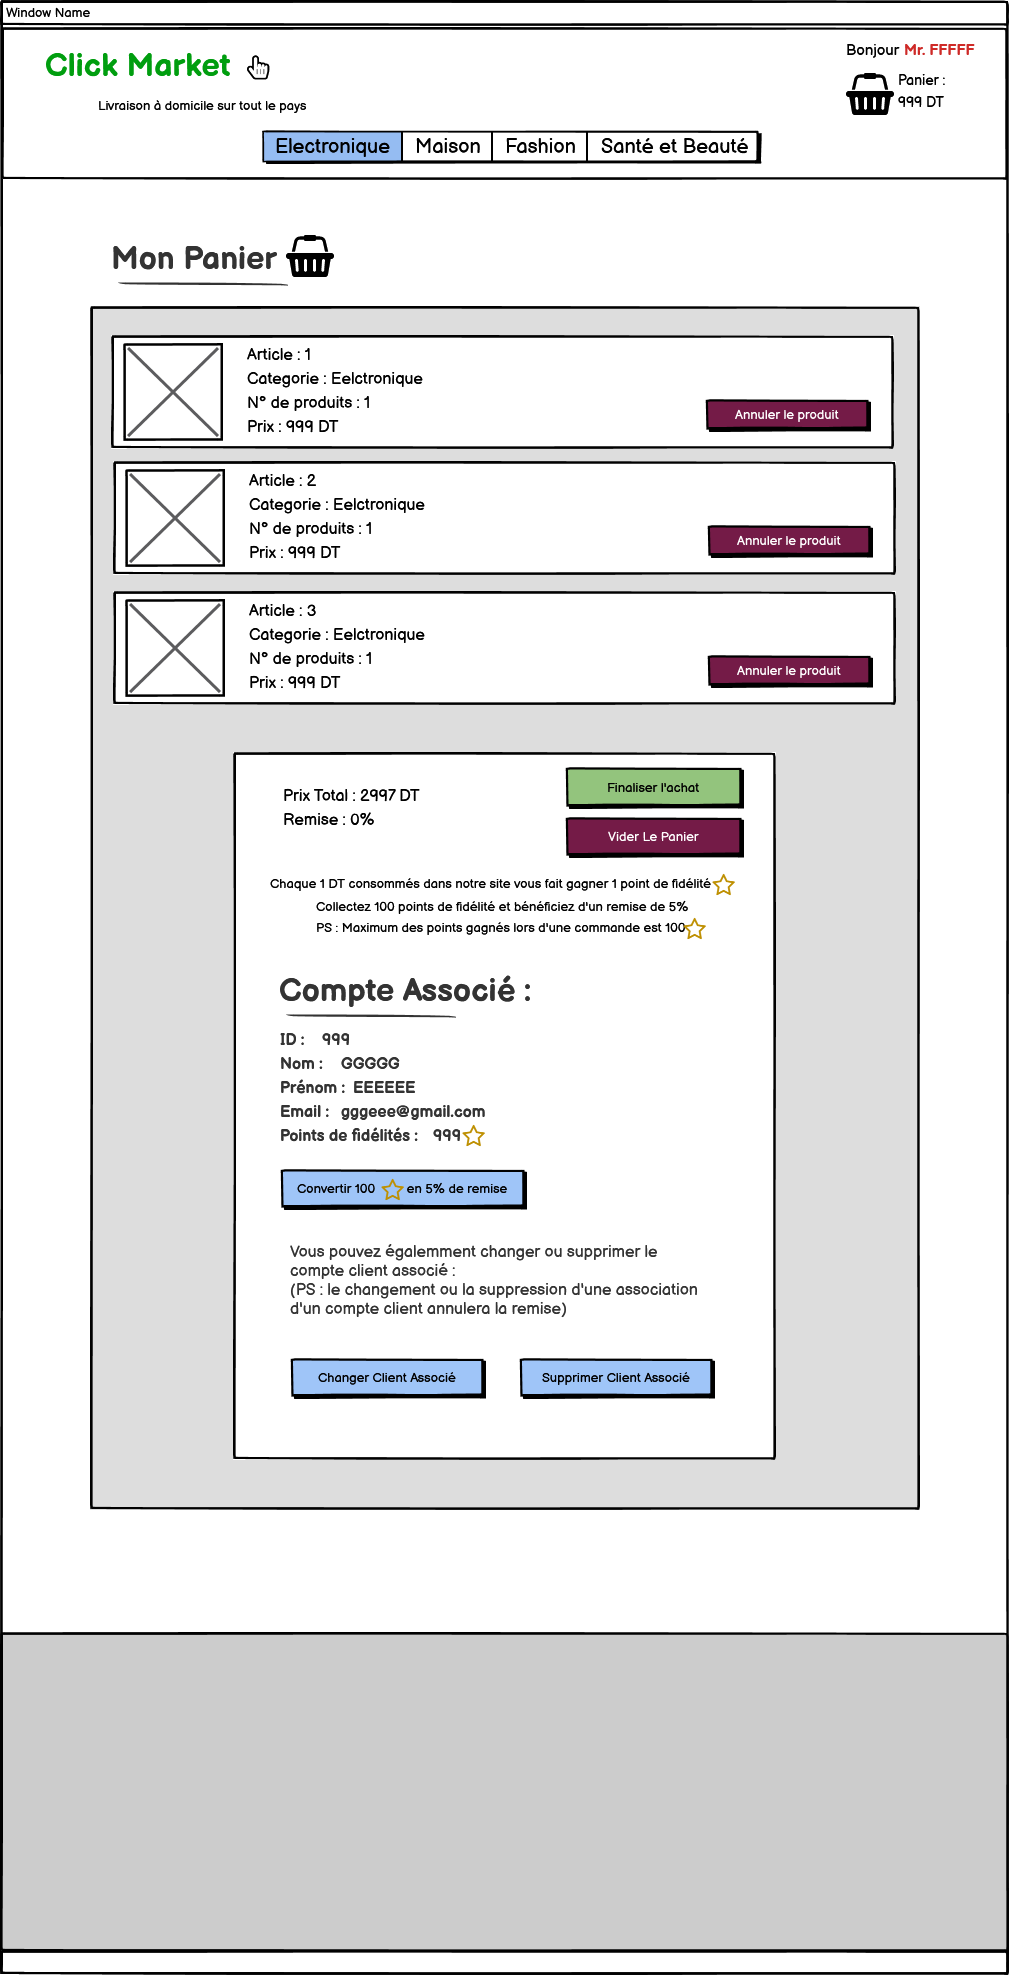 Window Name
Click Market
Livraison à domicile sur tout le pays
Bonjour Mr. FFFFF
Panier :
999 DT
Electronique Maison Fashion Santé et Beauté
Mon Panier
Article : 1
Categorie : Eelctronique
N° de produits : 1
Prix : 999 DT
Annuler le produit
Article : 2
Categorie : Eelctronique
N° de produits : 1
Prix : 999 DT
Annuler le produit
Article : 3
Categorie : Eelctronique
N° de produits : 1
Prix : 999 DT
Annuler le produit
Prix Total : 2997 DT
Remise : 0%
Finaliser l'achat
Vider Le Panier
Chaque 1 DT consommés dans notre site vous fait gagner 1 point de fidélité
Collectez 100 points de fidélité et bénéficiez d'un remise de 5%
PS : Maximum des points gagnés lors d'une commande est 100
Compte Associé :
ID : 999
Nom : GGGGG
Prénom : EEEEEE
Email : gggeee@gmail.com
Points de fidélités : 999
Convertir 100 en 5% de remise
Vous pouvez égalemment changer ou supprimer le
compte client associé :
(PS : le changement ou la suppression d'une association
d'un compte client annulera la remise)
Changer Client Associé
Supprimer Client Associé